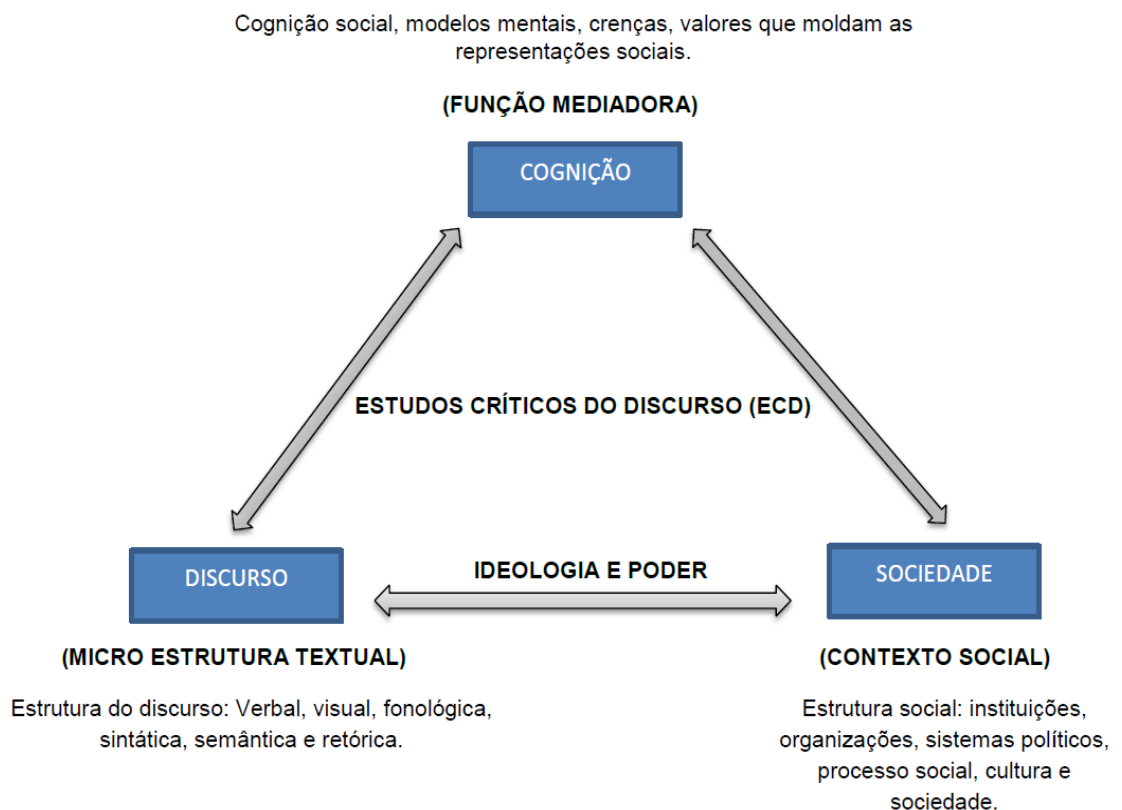 Cognição social, modelos mentais, crenças, valores que moldam as
representações sociais.
(FUNÇÃO MEDIADORA)
COGNIÇÃO
ESTUDOS CRÍTICOS DO DISCURSO (ECD)
DISCURSO
IDEOLOGIA E PODER
SOCIEDADE
(MICRO ESTRUTURA TEXTUAL)
(CONTEXTO SOCIAL)
Estrutura do discurso: Verbal, visual, fonológica,
sintática, semântica e retórica.
Estrutura social: instituições,
organizações, sistemas políticos,
processo social, cultura e
sociedade.